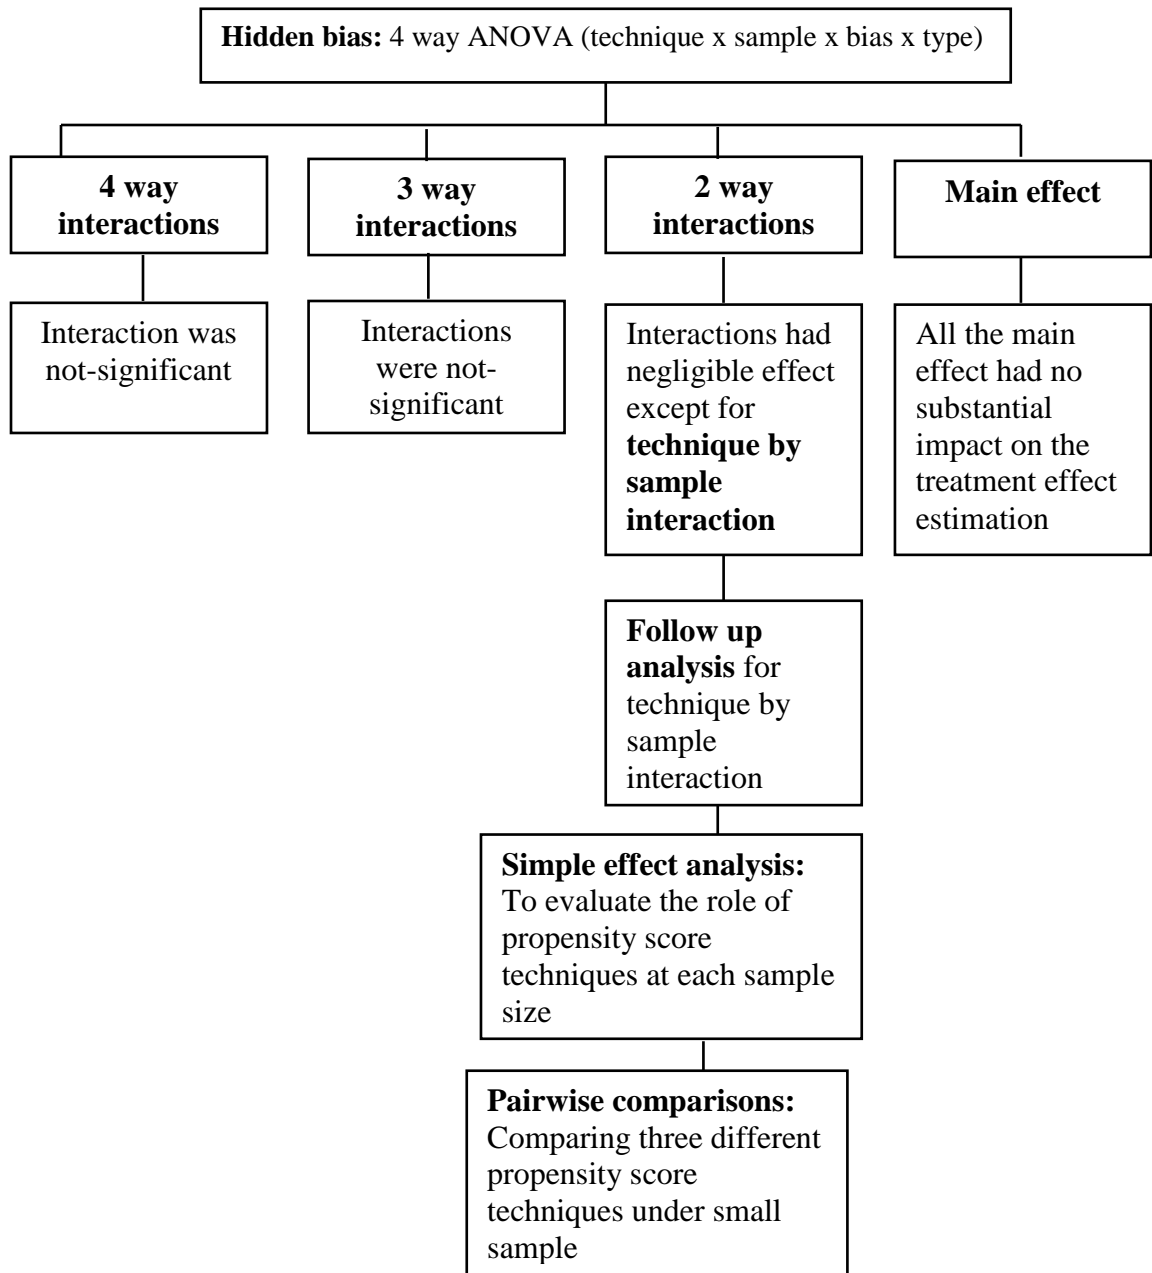 Hidden bias: 4 way ANOVA (technique x sample x bias x type)
4 way
interactions
3 way
interactions
2 way
interactions
Main effect
Interaction was
not-significant
Interactions
were not-
significant
Interactions had
negligible effect
except for
technique by
sample
interaction
All the main
effect had no
substantial
impact on the
treatment effect
estimation
Follow up
analysis for
technique by
sample
interaction
Simple effect analysis:
To evaluate the role of
propensity score
techniques at each sample
size
Pairwise comparisons:
Comparing three different
propensity score
techniques under small
sample